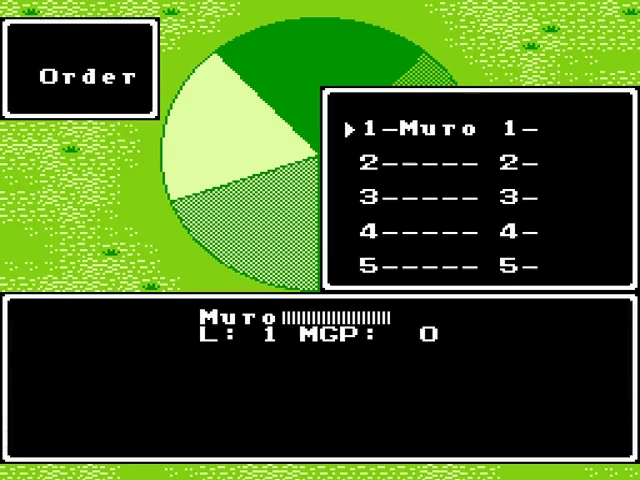 Order
1-Muro 1-
2----- 2-
3----- 3-
4----- 4-
5----- 5-
Muro
L: 1 MGP: 0